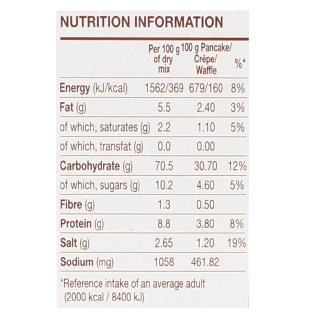 NUTRITION INFORMATION
Per 100 g of dry mix 100 g Pancake/ Crêpe/ Waffle %*
Energy (kJ/kcal) 1562/369 679/160 8%
Fat (g) 5.5 2.40 3%
of which, saturates (g) 2.2 1.10 5%
of which, transfat (g) 0.0 0.00
Carbohydrate (g) 70.5 30.70 12%
of which, sugars (g) 10.2 4.60 5%
Fibre (g) 1.3 0.50
Protein (g) 8.8 3.80 8%
Salt (g) 2.65 1.20 19%
Sodium (mg) 1058 461.82
*Reference intake of an average adult
(2000 kcal / 8400 kJ)